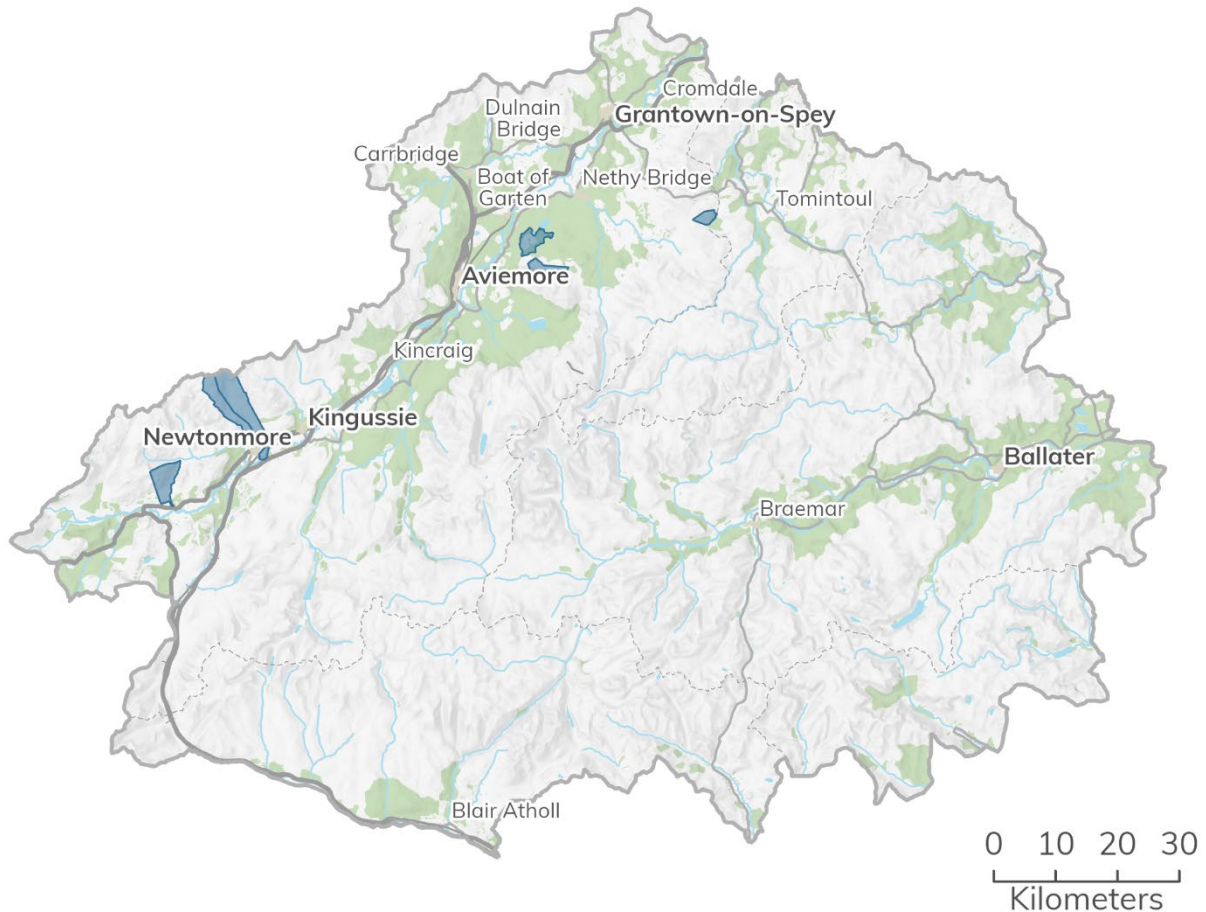 Cromdale
Dulnain
Bridge
Grantown-on-Spey
Carrbridge
Boat of
Garten
Nethy Bridge
Tomintoul
Aviemore
Kincraig
Kingussie
Newtonmore
Ballater
Braemar
Blair Atholl
0 10 20 30
Kilometers